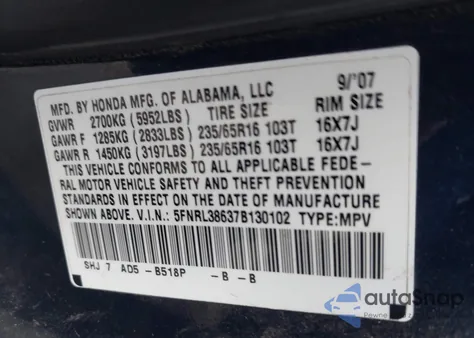 MFD. BY HONDA MFG. OF ALABAMA, LLC 9/'07
GVWR 2700KG (5952LBS) TIRE SIZE RIM SIZE
GAWR F 1285KG (2833LBS) 235/65R16 103T 16X7J
GAWR R 1450KG (3197LBS) 235/65R16 103T 16X7J
THIS VEHICLE CONFORMS TO ALL APPLICABLE FEDE-
RAL MOTOR VEHICLE SAFETY AND THEFT PREVENTION
STANDARDS IN EFFECT ON THE DATE OF MANUFACTURE
SHOWN ABOVE. V.I.N.: 5FNRL38637B130102 TYPE:MPV
SHJ 7 AD5 -B518P -B -B
autoSnap
Pewne